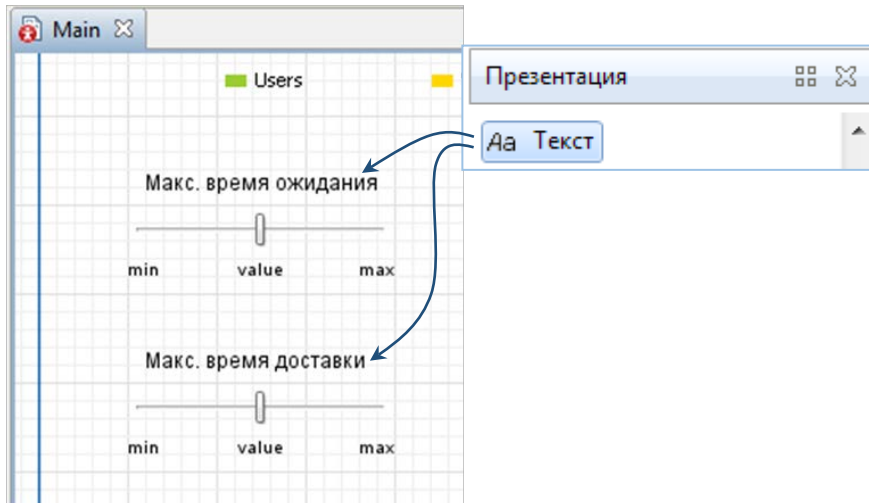 Main
Users
Презентация
Aa Текст
Макс. время ожидания
min value max
Макс. время доставки
min value max